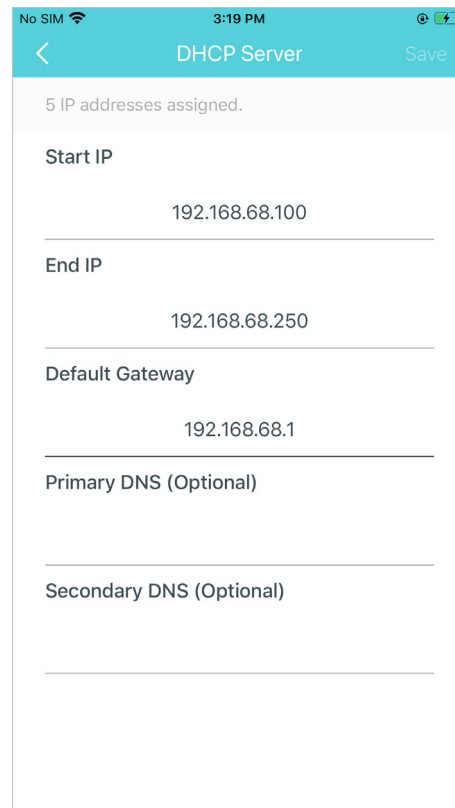 No SIM 3:19 PM
DHCP Server Save
5 IP addresses assigned.
Start IP
192.168.68.100
End IP
192.168.68.250
Default Gateway
192.168.68.1
Primary DNS (Optional)
Secondary DNS (Optional)